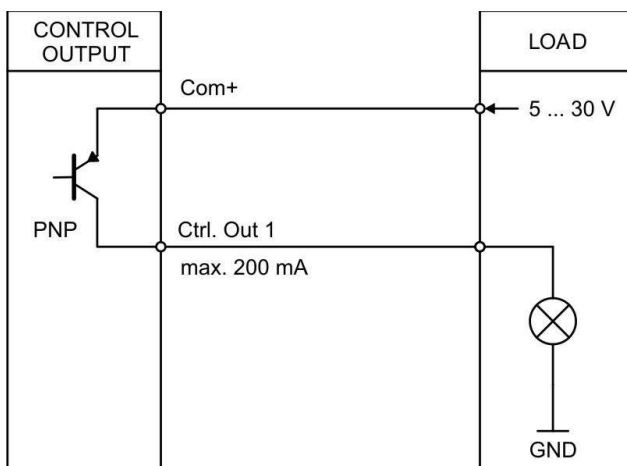 CONTROL
OUTPUT
LOAD
Com+
5 ... 30 V
PNP
Ctrl. Out 1
max. 200 mA
GND